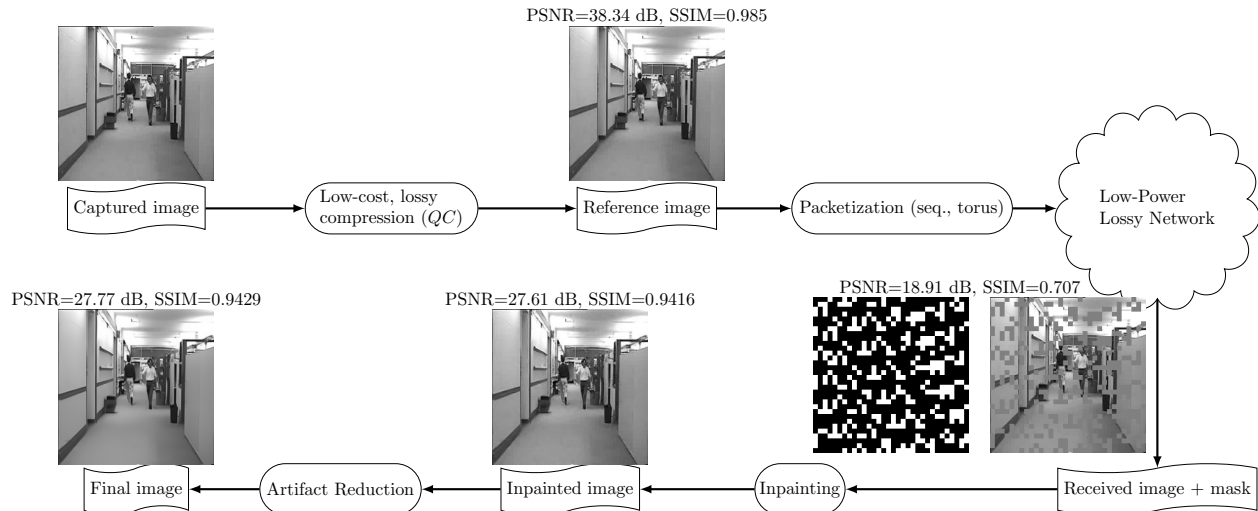 PSNR=38.34 dB, SSIM=0.985
Captured image
Low-cost, lossy
compression (QC)
Reference image
Packetization (seq., torus)
Low-Power
Lossy Network
PSNR=27.77 dB, SSIM=0.9429
PSNR=27.61 dB, SSIM=0.9416
PSNR=18.91 dB, SSIM=0.707
Final image
Artifact Reduction
Inpainted image
Inpainting
Received image + mask